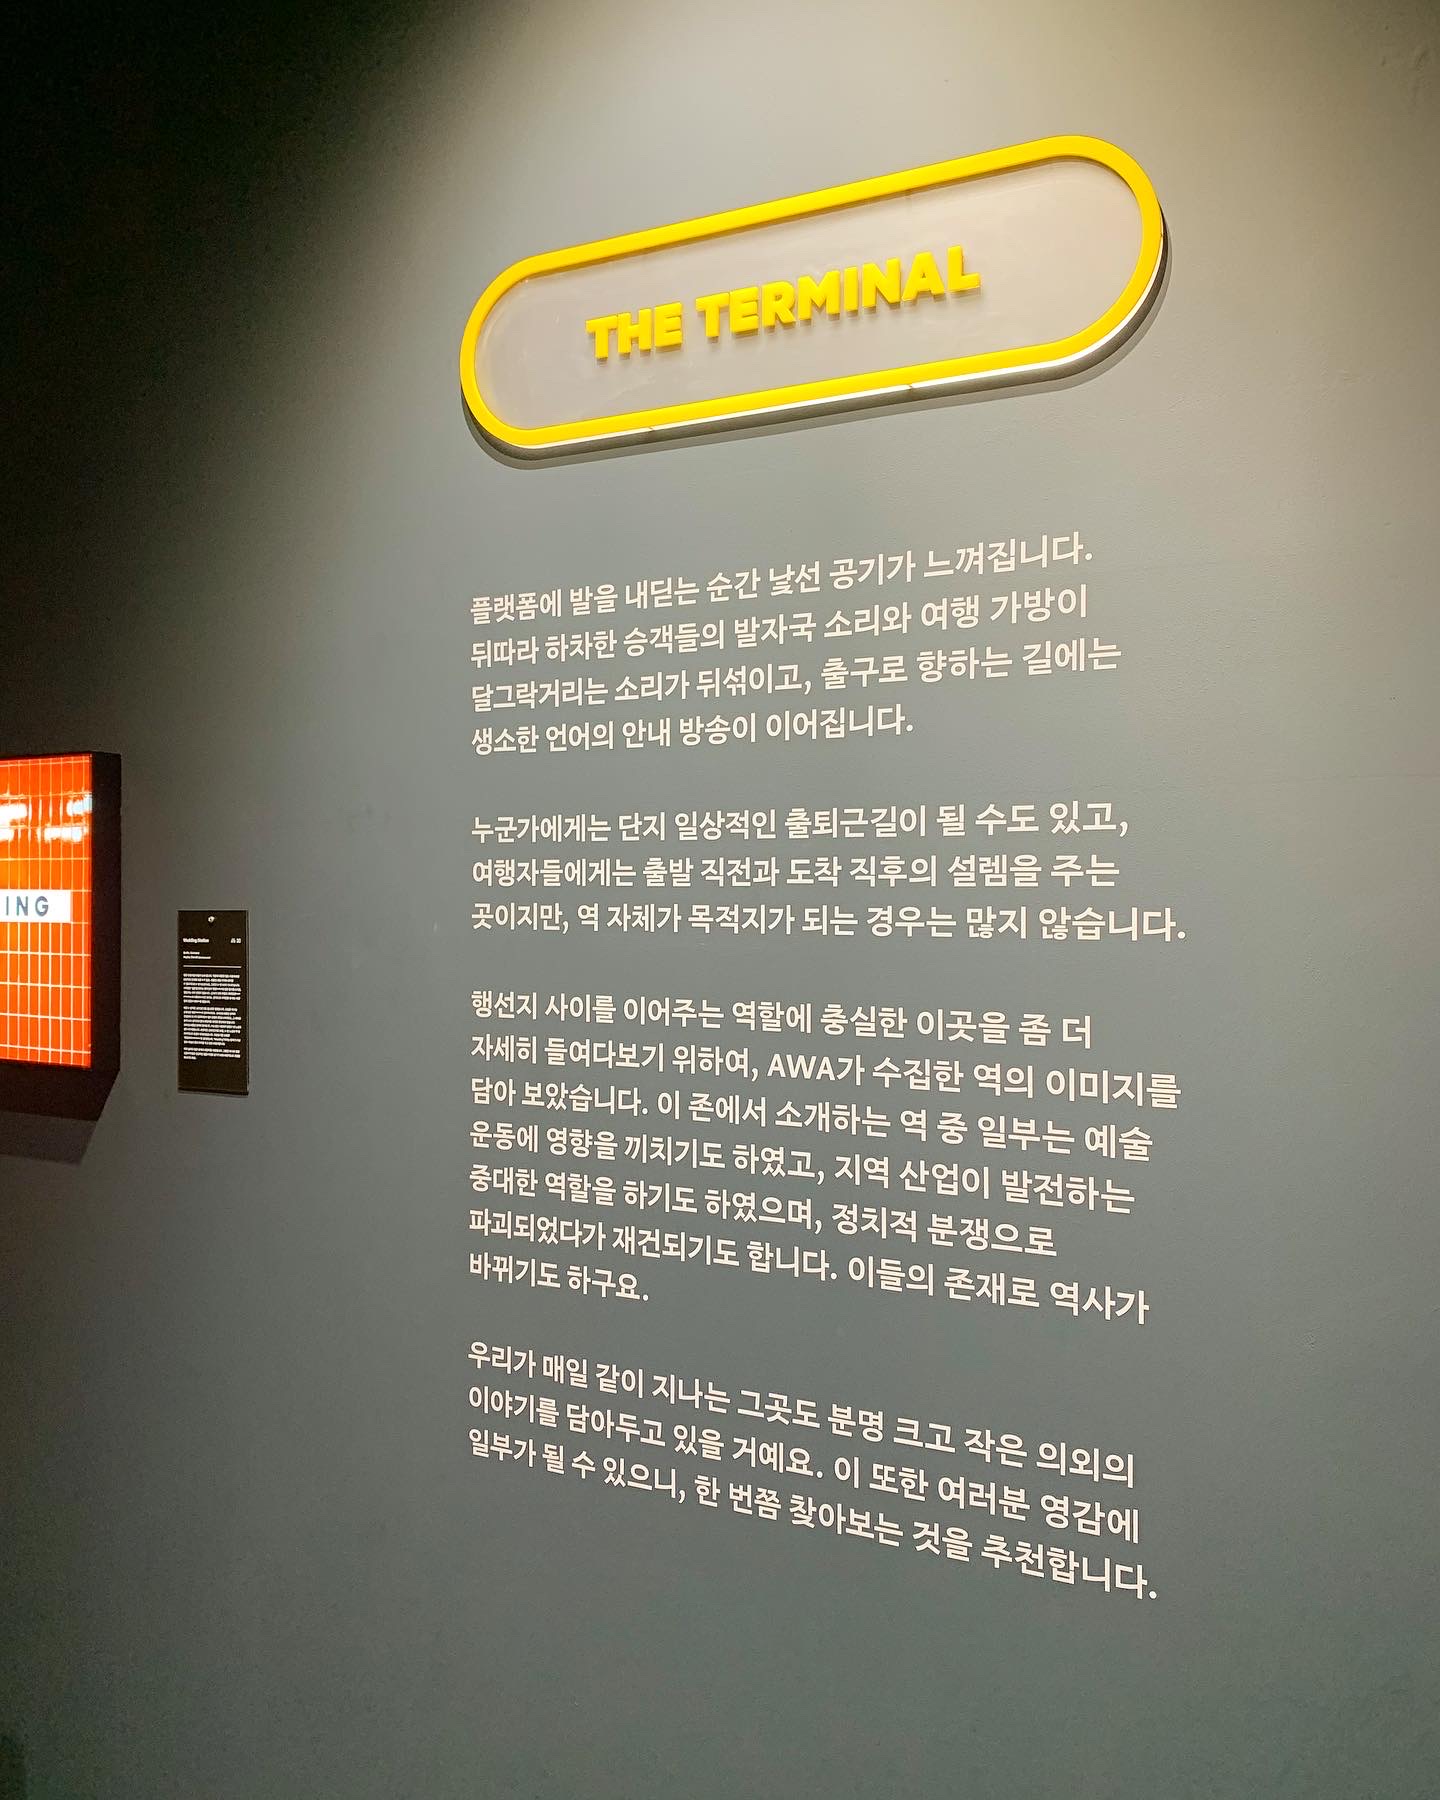 THE TERMINAL
플랫폼에 발을 내딛는 순간 낯선 공기가 느껴집니다.
뒤따라 하차한 승객들의 발자국 소리와 여행 가방이
달그락거리는 소리가 뒤섞이고, 출구로 향하는 길에는
생소한 언어의 안내 방송이 이어집니다.
누군가에게는 단지 일상적인 출퇴근길이 될 수도 있고,
여행자들에게는 출발 직전과 도착 직후의 설렘을 주는
곳이지만, 역 자체가 목적지가 되는 경우는 많지 않습니다.
행선지 사이를 이어주는 역할에 충실한 이곳을 좀 더
자세히 들여다보기 위하여, AWA가 수집한 역의 이미지를
담아 보았습니다. 이 존에서 소개하는 역 중 일부는 예술
운동에 영향을 끼치기도 하였고, 지역 산업이 발전하는
중대한 역할을 하기도 하였으며, 정치적 분쟁으로
파괴되었다가 재건되기도 합니다. 이들의 존재로 역사가
바뀌기도 하구요.
우리가 매일 같이 지나는 그곳도 분명 크고 작은 의외의
이야기를 담아두고 있을 거예요. 이 또한 여러분 영감에
일부가 될 수 있으니, 한 번쯤 찾아보는 것을 추천합니다.
ING
Wedding Station